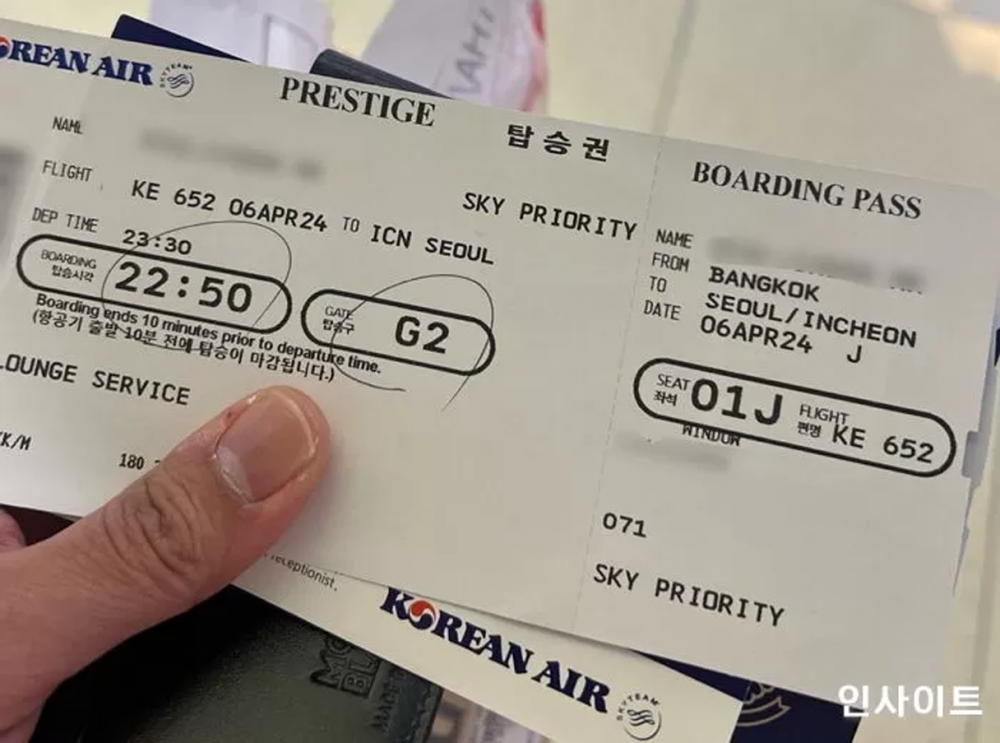 KOREAN AIR
SKYTEAM
PRESTIGE
탑승권
NAME
FLIGHT KE 652 06APR24 TO ICN SEOUL
SKY PRIORITY
DEP TIME 23:30
BOARDING
탑승시각
22:50
GATE
탑승구
G2
Boarding ends 10 minutes prior to departure time.
(항공기 출발 10분 전에 탑승이 마감됩니다.)
LOUNGE SERVICE
K/M
180
BOARDING PASS
NAME
FROM BANGKOK
TO SEOUL/INCHEON
DATE 06APR24 J
SEAT
좌석
01J
FLIGHT
편명
KE 652
WINDOW
071
SKY PRIORITY
receptionist.
KOREAN AIR
SKYTEAM
인사이트